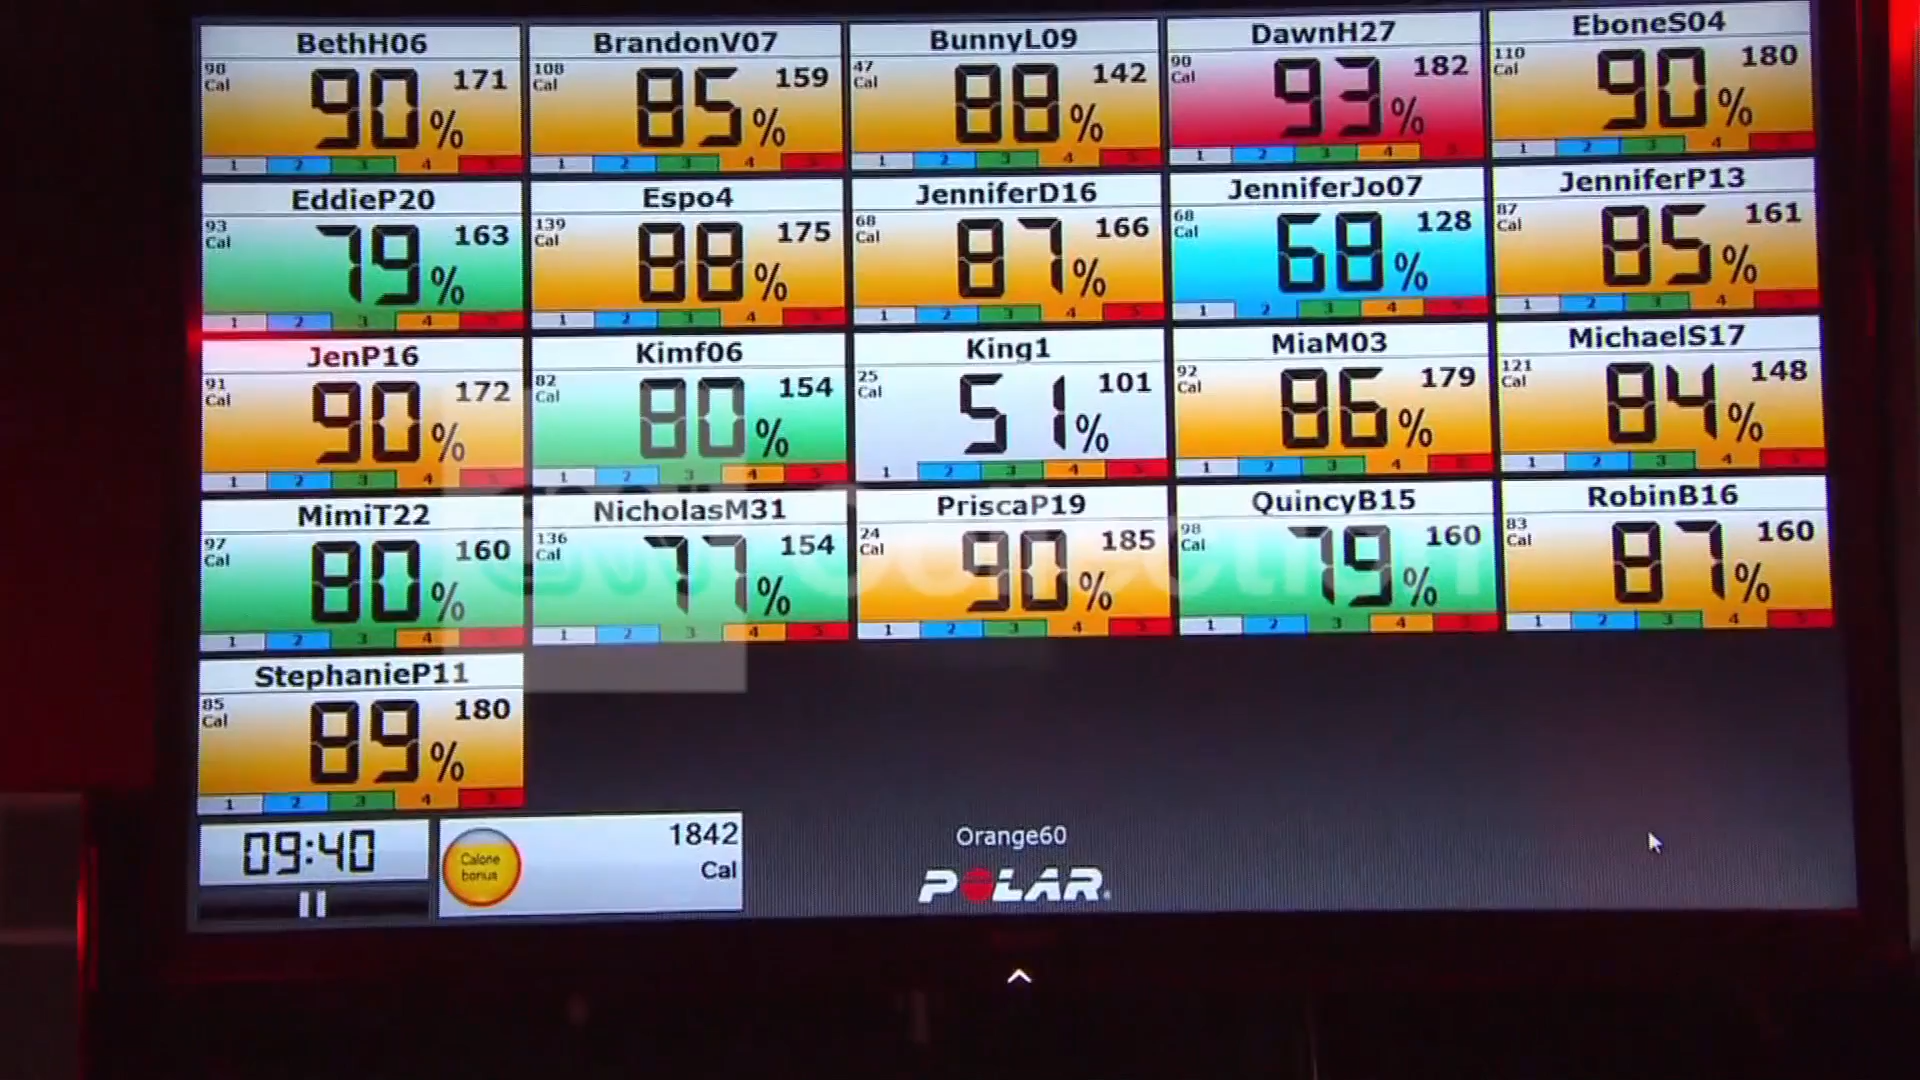 BethH06
98 Cal 90% 171
1 2 3 4 5
BrandonV07
108 Cal 85% 159
1 2 3 4 5
BunnyL09
47 Cal 88% 142
1 2 3 4 5
DawnH27
90 Cal 93% 182
1 2 3 4 5
EboneS04
110 Cal 90% 180
1 2 3 4 5
EddieP20
93 Cal 79% 163
1 2 3 4 5
Espo4
139 Cal 88% 175
1 2 3 4 5
JenniferD16
68 Cal 87% 166
1 2 3 4 5
JenniferJo07
68 Cal 68% 128
1 2 3 4 5
JenniferP13
87 Cal 85% 161
1 2 3 4 5
JenP16
91 Cal 90% 172
1 2 3 4 5
Kimf06
82 Cal 80% 154
1 2 3 4 5
King1
25 Cal 51% 101
1 2 3 4 5
MiaM03
92 Cal 86% 179
1 2 3 4 5
MichaelS17
121 Cal 84% 148
1 2 3 4 5
MimiT22
97 Cal 80% 160
1 2 3 4 5
NicholasM31
136 Cal 77% 154
1 2 3 4 5
PriscaP19
24 Cal 90% 185
1 2 3 4 5
QuincyB15
98 Cal 79% 160
1 2 3 4 5
RobinB16
83 Cal 87% 160
1 2 3 4 5
StephanieP11
85 Cal 89% 180
1 2 3 4 5
CNN Collection
09:40
Calorie
bonus
1842
Cal
Orange60
POLAR